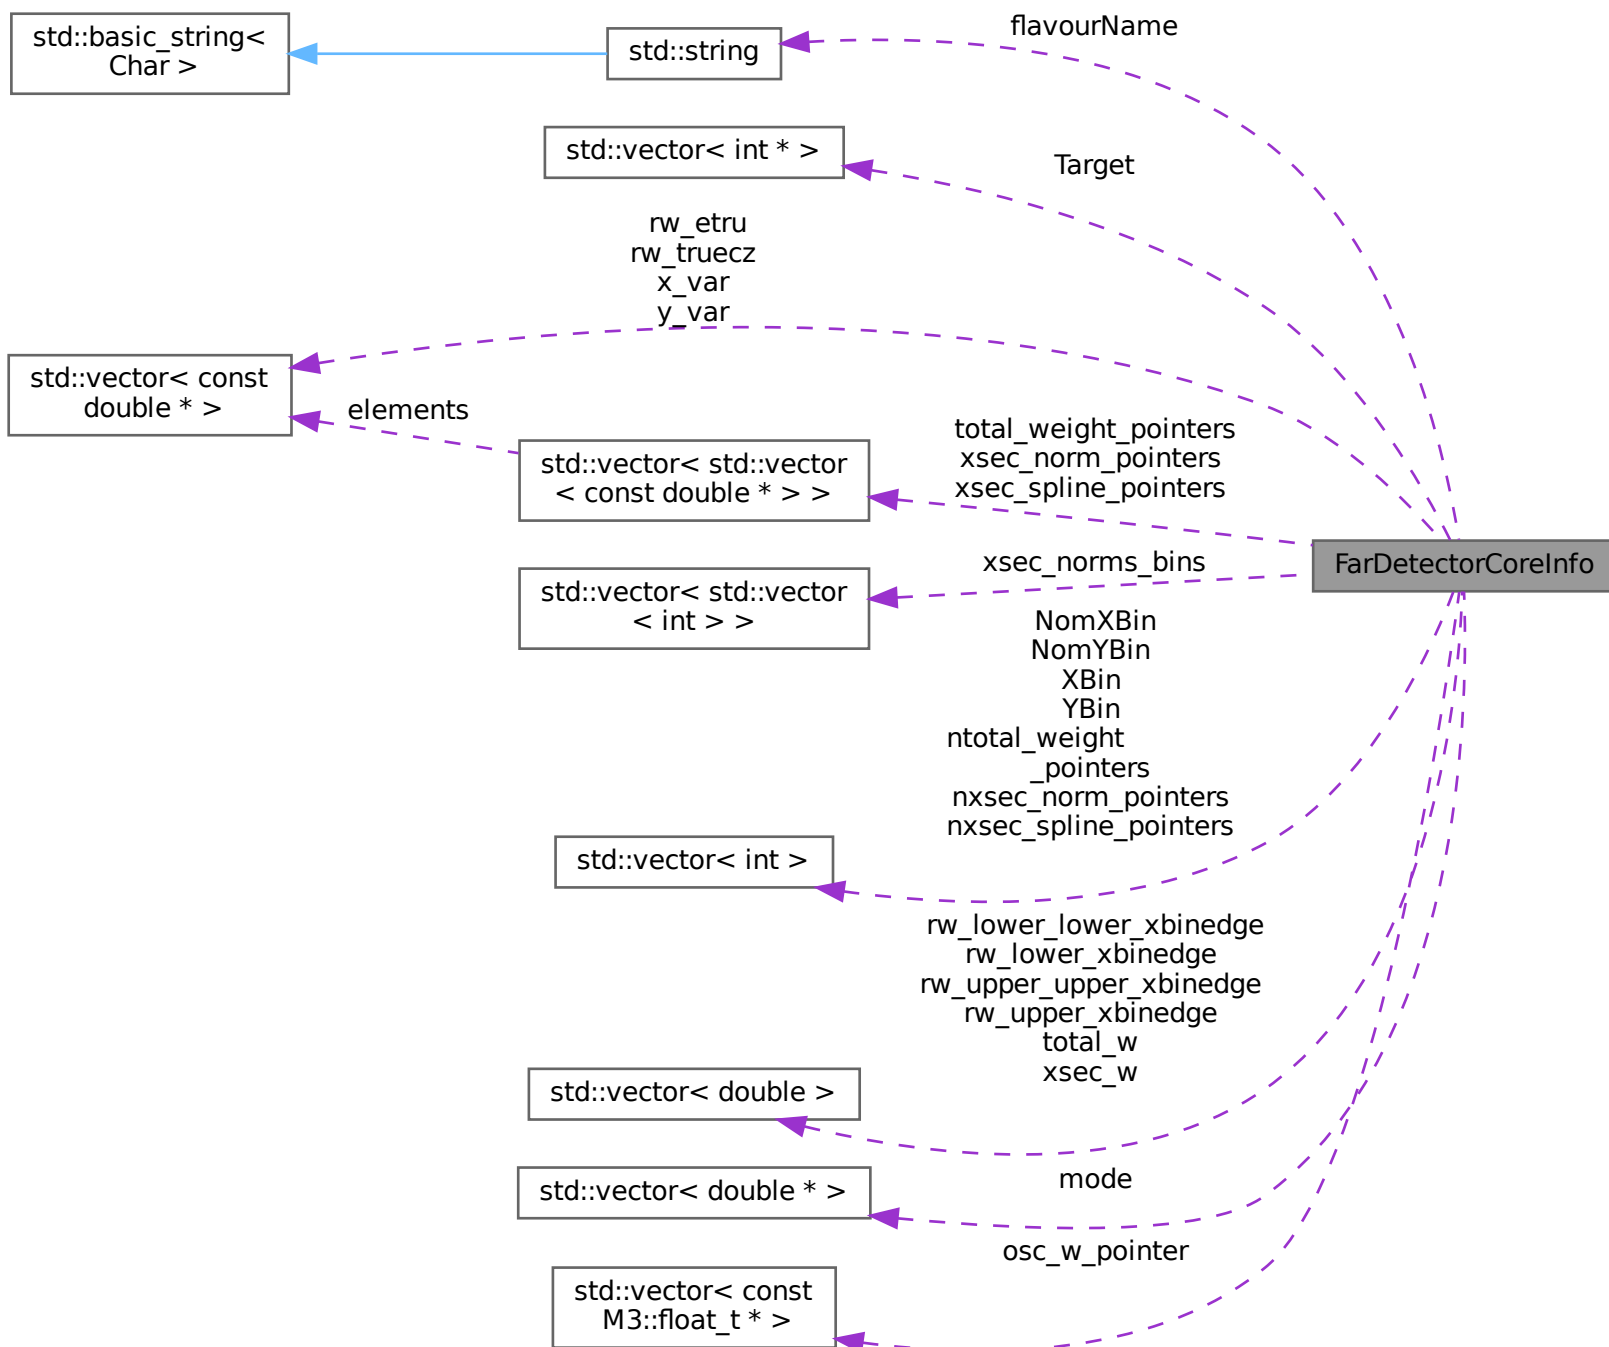 std::basic_string<
Char >
std::string
flavourName
std::vector< int * >
Target
rw_etru
rw_truecz
x_var
y_var
std::vector< const
double * >
elements
std::vector< std::vector
< const double * > >
total_weight_pointers
xsec_norm_pointers
xsec_spline_pointers
FarDetectorCoreInfo
std::vector< std::vector
< int > >
xsec_norms_bins
NomXBin
NomYBin
XBin
YBin
ntotal_weight
_pointers
nxsec_norm_pointers
nxsec_spline_pointers
std::vector< int >
rw_lower_lower_xbinedge
rw_lower_xbinedge
rw_upper_upper_xbinedge
rw_upper_xbinedge
total_w
xsec_w
std::vector< double >
mode
std::vector< double * >
osc_w_pointer
std::vector< const
M3::float_t * >